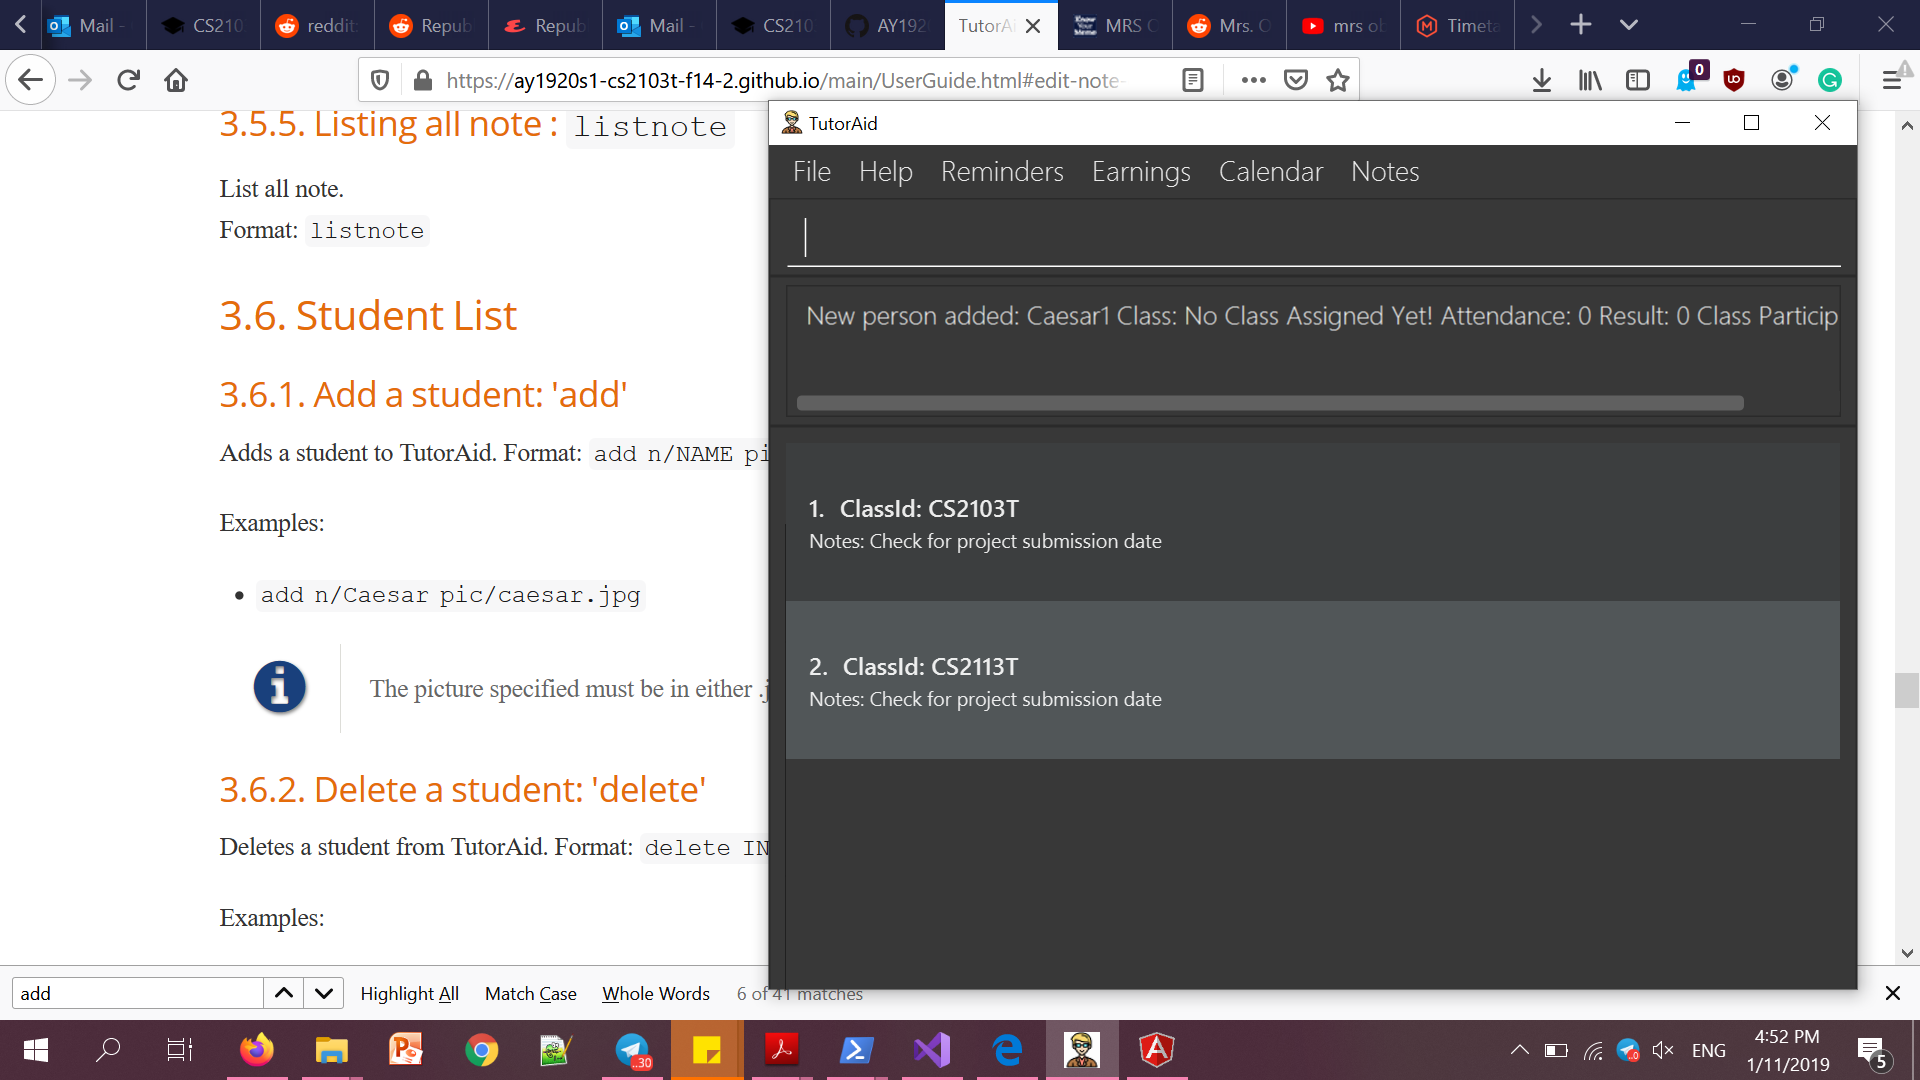 Mail -
CS210
reddit
Repub
Repub
Mail -
CS210
AY192
TutorAi
MRS O
Mrs. O
mrs ob
Timeta
https://ay1920s1-cs2103t-f14-2.github.io/main/UserGuide.html#edit-note-
0
3.5.5. Listing all note : listnote
List all note.
Format: listnote
3.6. Student List
3.6.1. Add a student: 'add'
Adds a student to TutorAid. Format: add n/NAME pi
Examples:
add n/Caesar pic/caesar.jpg
The picture specified must be in either .j
3.6.2. Delete a student: 'delete'
Deletes a student from TutorAid. Format: delete IN
Examples:
TutorAid
File Help Reminders Earnings Calendar Notes
New person added: Caesar1 Class: No Class Assigned Yet! Attendance: 0 Result: 0 Class Particip
1. ClassId: CS2103T
Notes: Check for project submission date
2. ClassId: CS2113T
Notes: Check for project submission date
add
Highlight All Match Case Whole Words 6 of 41 matches
..30
ENG
4:52 PM
1/11/2019
5